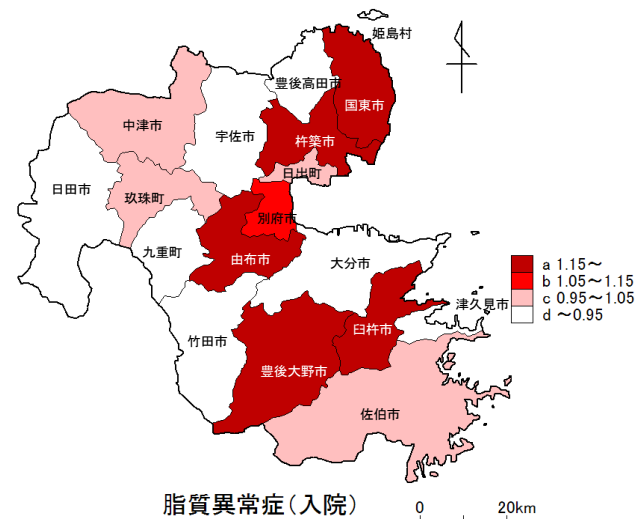 姫島村
豊後高田市
国東市
中津市
宇佐市
杵築市
日出町
日田市
玖珠町
別府市
九重町
由布市
大分市
a 1.15～
b 1.05～1.15
c 0.95～1.05
d ～0.95
津久見市
竹田市
臼杵市
豊後大野市
佐伯市
脂質異常症(入院)
0 20km